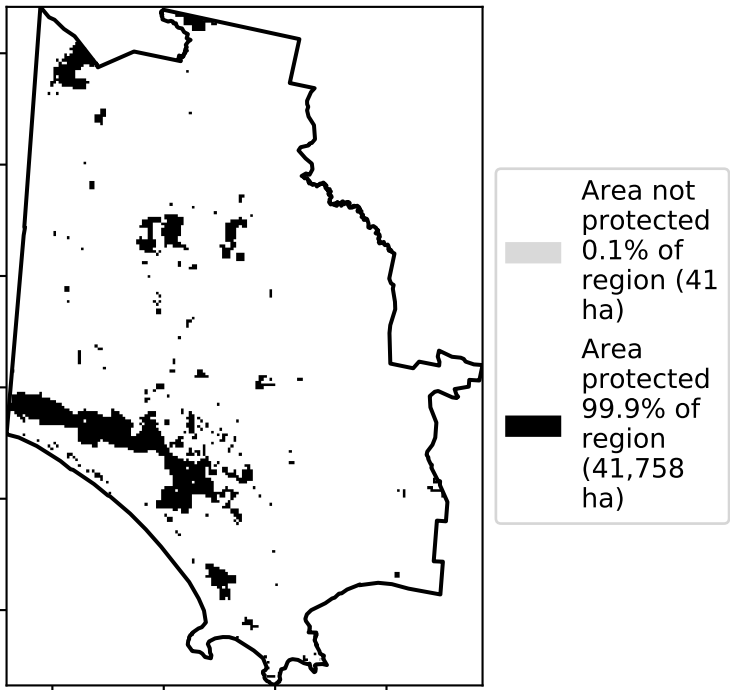 Area not
protected
0.1% of
region (41
ha)
Area
protected
99.9% of
region
(41,758
ha)